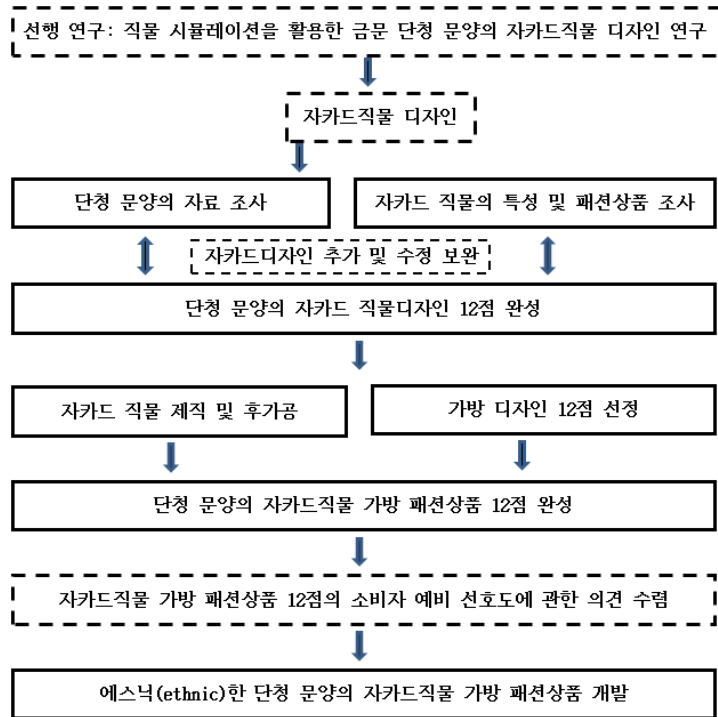 선행 연구: 직물 시뮬레이션을 활용한 금문 단청 문양의 자카드직물 디자인 연구
자카드직물 디자인
단청 문양의 자료 조사
자카드 직물의 특성 및 패션상품 조사
자카드디자인 추가 및 수정 보완
단청 문양의 자카드 직물디자인 12점 완성
자카드 직물 제직 및 후가공
가방 디자인 12점 선정
단청 문양의 자카드직물 가방 패션상품 12점 완성
자카드직물 가방 패션상품 12점의 소비자 예비 선호도에 관한 의견 수렴
에스닉(ethnic)한 단청 문양의 자카드직물 가방 패션상품 개발